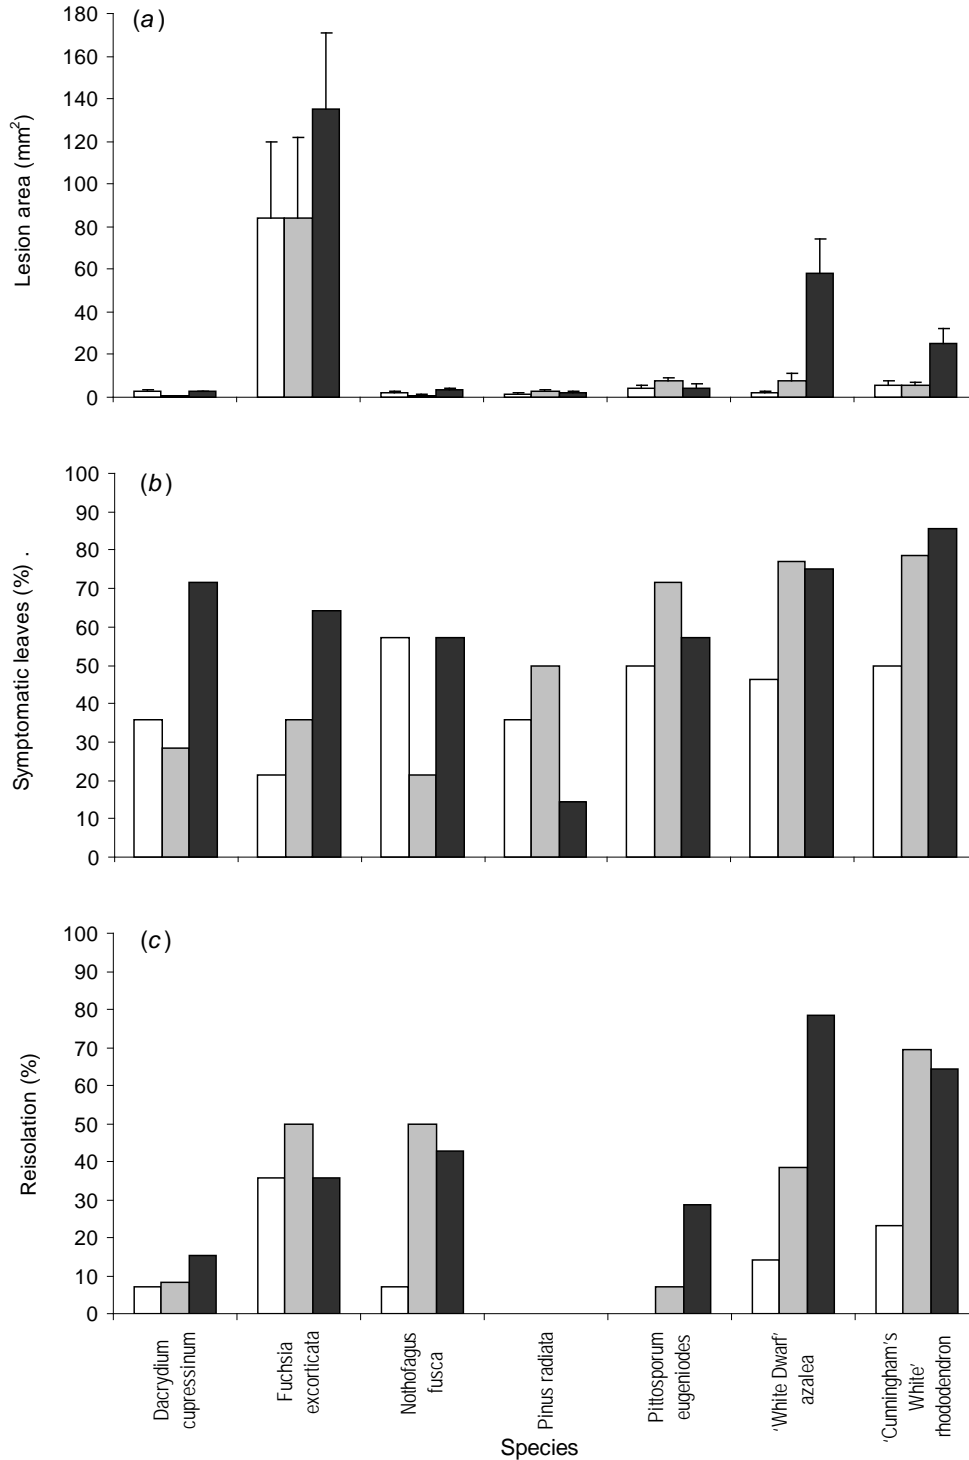 (a)
Lesion area (mm²)
180
160
140
120
100
80
60
40
20
0
(b)
Symptomatic leaves (%) .
100
90
80
70
60
50
40
30
20
10
0
(c)
Reisolation (%)
100
90
80
70
60
50
40
30
20
10
0
Dacrydium
cupressinum
Fuchsia
excorticata
Nothofagus
fusca
Pinus radiata
Pittosporum
eugeniodes
'White Dwarf'
azalea
'Cunningham's
White'
rhododendron
Species